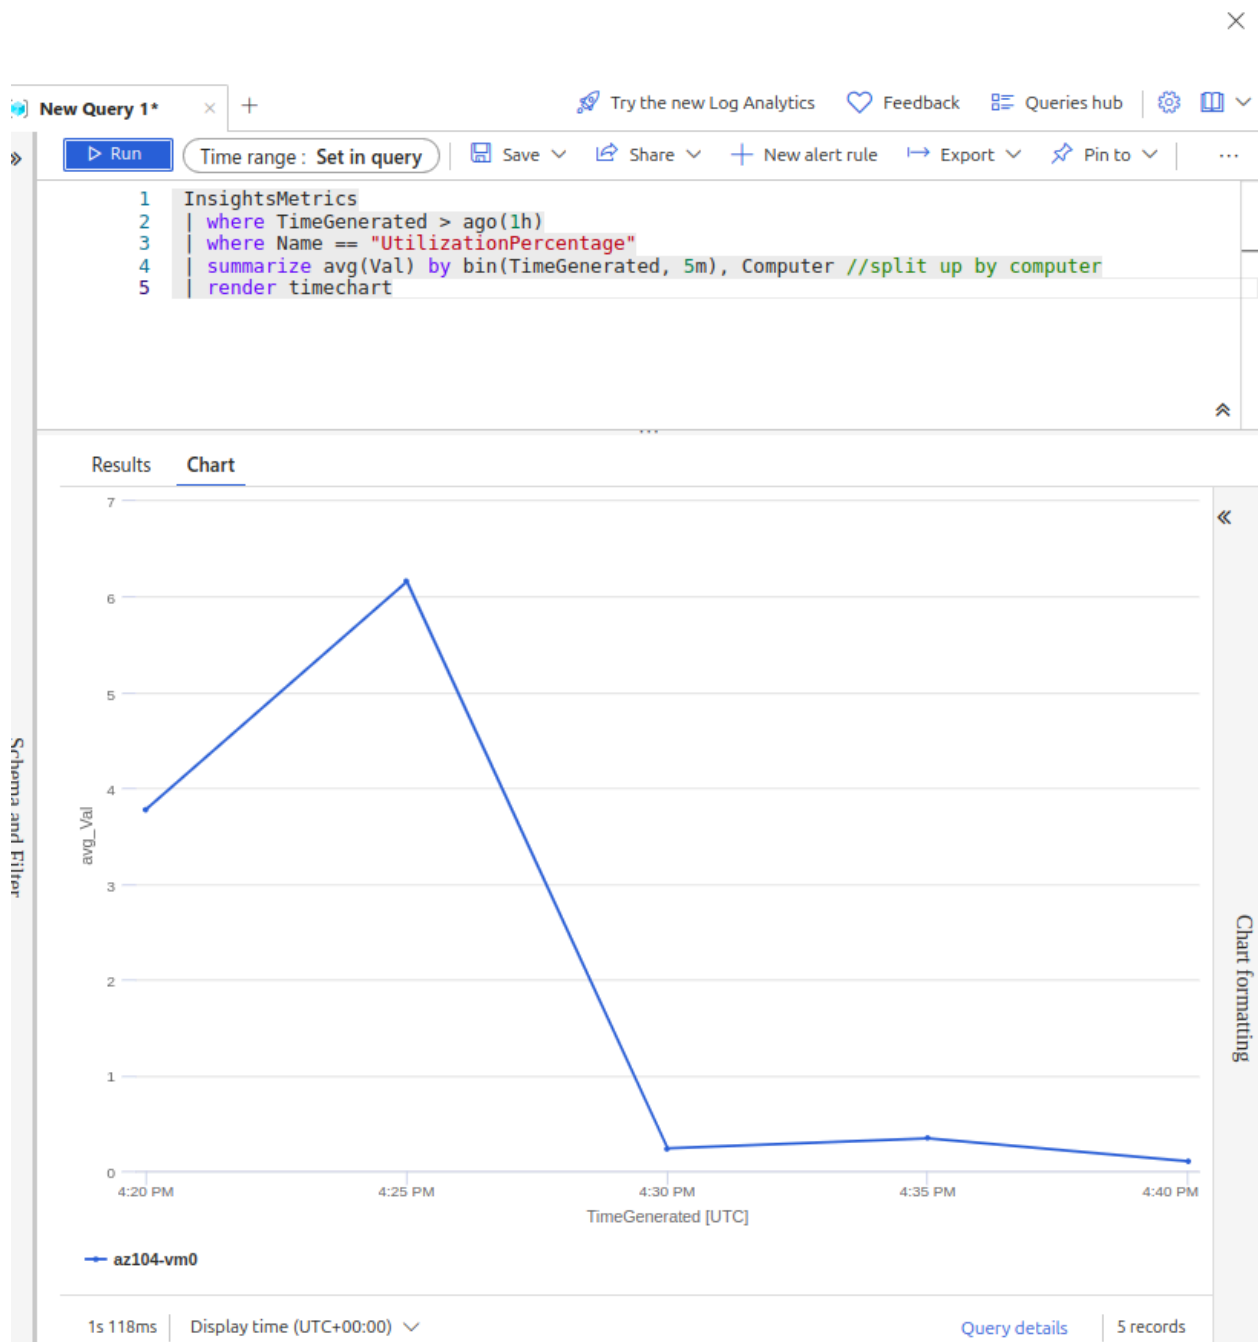 New Query 1*
Try the new Log Analytics
Feedback
Queries hub
Run
Time range : Set in query
Save
Share
New alert rule
Export
Pin to
1 InsightsMetrics
2 | where TimeGenerated > ago(1h)
3 | where Name == "UtilizationPercentage"
4 | summarize avg(Val) by bin(TimeGenerated, 5m), Computer //split up by computer
5 | render timechart
Schema and Filter
Results
Chart
7
6
5
4
3
2
1
0
avg_Val
4:20 PM
4:25 PM
4:30 PM
4:35 PM
4:40 PM
TimeGenerated [UTC]
az104-vm0
Chart formatting
1s 118ms
Display time (UTC+00:00)
Query details
5 records